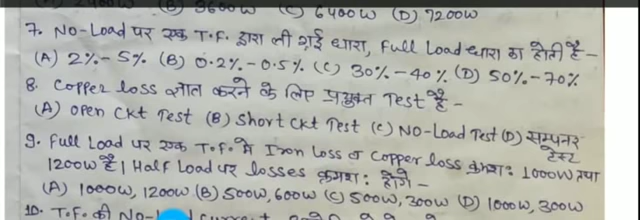 (B) 3600W (C) 6400W (D) 7200W
7. No-Load पर एक T.F. द्वारा ली गई धारा, Full Load धारा का होती है -
(A) 2%-5% (B) 0.2%-0.5% (C) 30%-40% (D) 50%-70%
8. Copper loss ज्ञात करने के लिए प्रयुक्त Test है -
(A) open ckt Test (B) Short ckt Test (C) NO-Load Test (D) सम्पनर टेस्ट
9. Full Load पर एक T.F. में Iron Loss व Copper loss क्रमशः 1000W तथा
1200W है। Half Load पर losses क्रमशः होंगे -
(A) 1000W, 1200W (B) 500W, 600W (C) 500W, 300W (D) 1000W, 300W
10. T.F. की No-